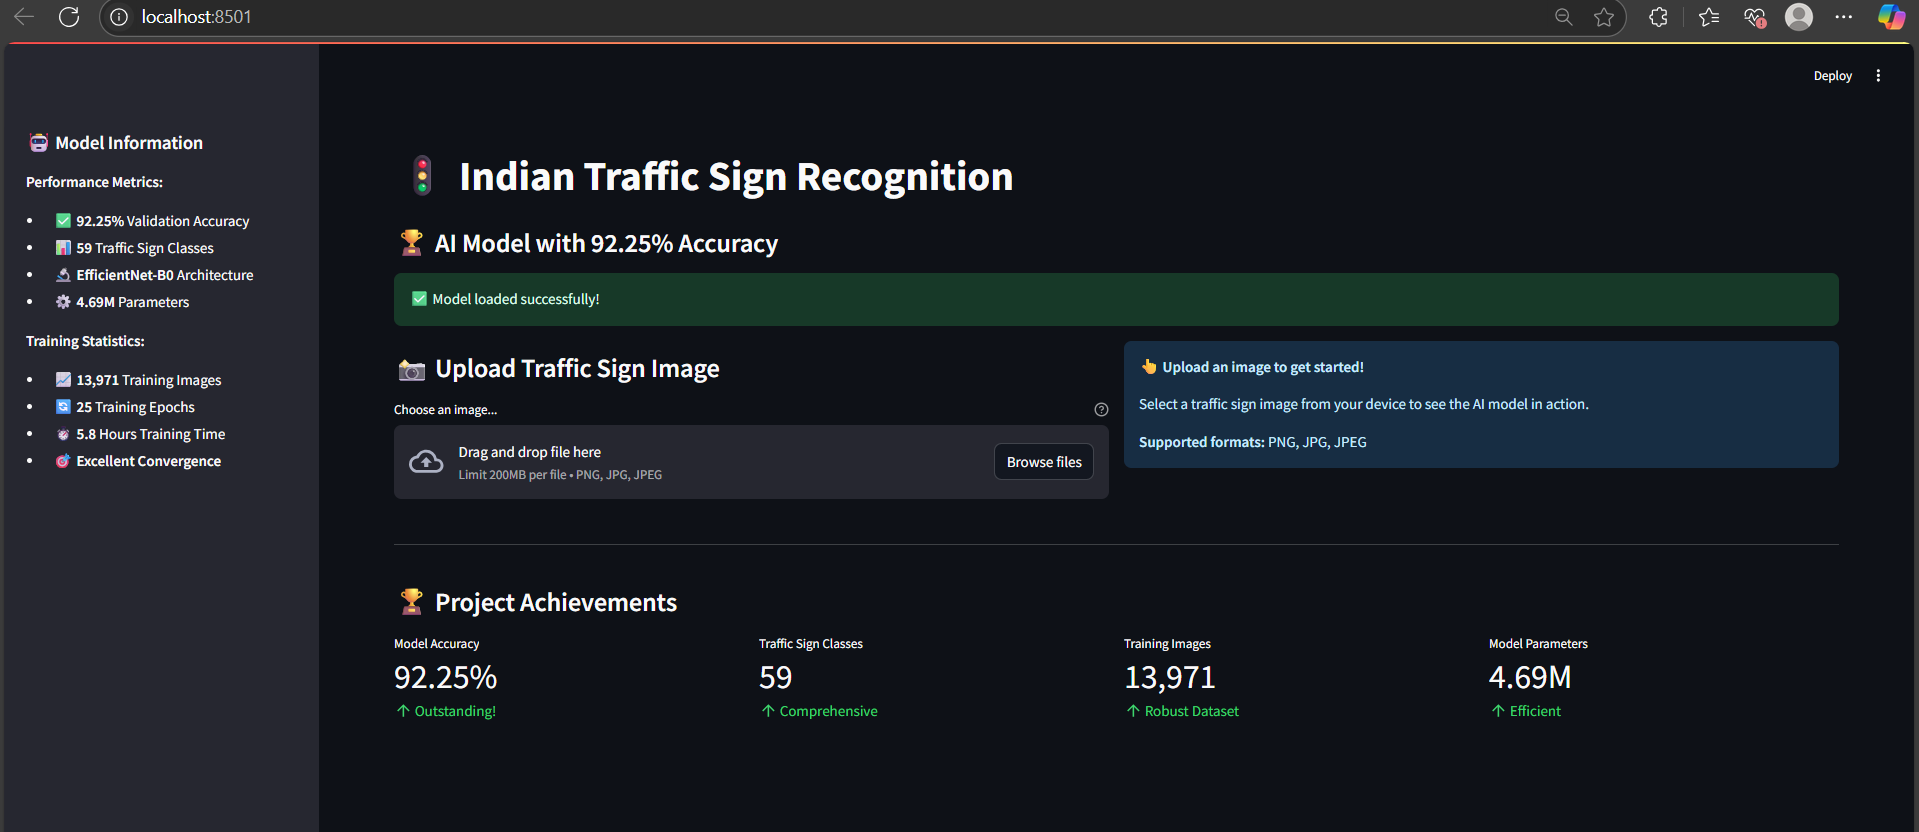 localhost:8501
Deploy
Model Information
Performance Metrics:
• ✅ 92.25% Validation Accuracy
• 📊 59 Traffic Sign Classes
• 🔬 EfficientNet-B0 Architecture
• ⚙️ 4.69M Parameters
Training Statistics:
• 📈 13,971 Training Images
• 🔄 25 Training Epochs
• ⏰ 5.8 Hours Training Time
• 🎯 Excellent Convergence
Indian Traffic Sign Recognition
AI Model with 92.25% Accuracy
Model loaded successfully!
Upload Traffic Sign Image
Choose an image...
Drag and drop file here
Limit 200MB per file • PNG, JPG, JPEG
Browse files
Upload an image to get started!
Select a traffic sign image from your device to see the AI model in action.
Supported formats: PNG, JPG, JPEG
Project Achievements
Model Accuracy
92.25%
↑ Outstanding!
Traffic Sign Classes
59
↑ Comprehensive
Training Images
13,971
↑ Robust Dataset
Model Parameters
4.69M
↑ Efficient